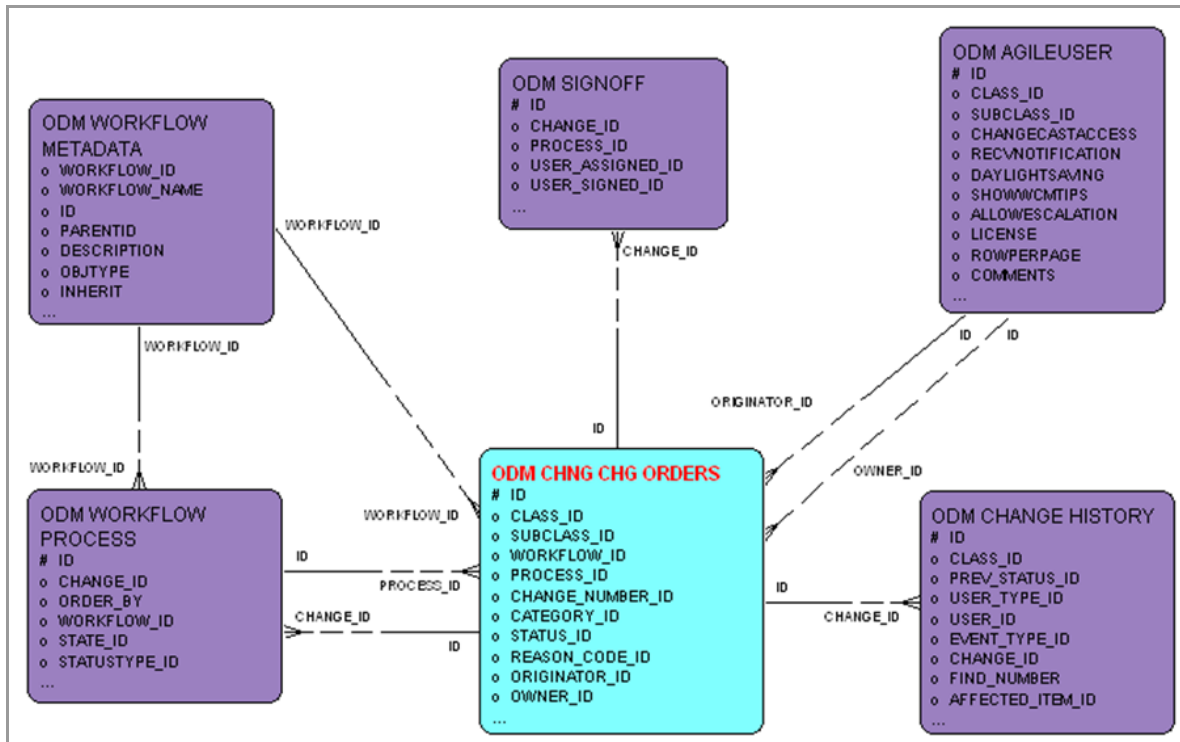 ODM WORKFLOW
METADATA
o WORKFLOW_ID
o WORKFLOW_NAME
o ID
o PARENTID
o DESCRIPTION
o OBJTYPE
o INHERIT
...
ODM SIGNOFF
# ID
o CHANGE_ID
o PROCESS_ID
o USER_ASSIGNED_ID
o USER_SIGNED_ID
...
ODM AGILEUSER
# ID
o CLASS_ID
o SUBCLASS_ID
o CHANGECASTACCESS
o RECVNOTIFICATION
o DAYLIGHTSAVING
o SHOWWCMTIPS
o ALLOWESCALATION
o LICENSE
o ROWPERPAGE
o COMMENTS
...
WORKFLOW_ID
CHANGE_ID
WORKFLOW_ID
ID
ID
ORIGINATOR_ID
ID
OWNER_ID
WORKFLOW_ID
WORKFLOW_ID
ODM WORKFLOW
PROCESS
# ID
o CHANGE_ID
o ORDER_BY
o WORKFLOW_ID
o STATE_ID
o STATUSTYPE_ID
...
ID
PROCESS_ID
CHANGE_ID
ID
ODM CHNG CHG ORDERS
# ID
o CLASS_ID
o SUBCLASS_ID
o WORKFLOW_ID
o PROCESS_ID
o CHANGE_NUMBER_ID
o CATEGORY_ID
o STATUS_ID
o REASON_CODE_ID
o ORIGINATOR_ID
o OWNER_ID
...
ID
CHANGE_ID
ODM CHANGE HISTORY
# ID
o CLASS_ID
o PREV_STATUS_ID
o USER_TYPE_ID
o USER_ID
o EVENT_TYPE_ID
o CHANGE_ID
o FIND_NUMBER
o AFFECTED_ITEM_ID
...